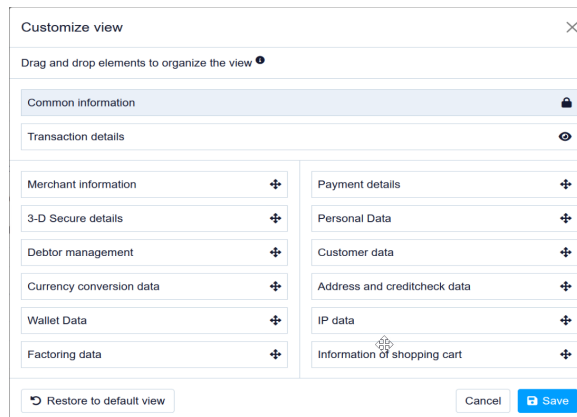 Customize view
Drag and drop elements to organize the view
Common information
Transaction details
Merchant information
3-D Secure details
Debtor management
Currency conversion data
Wallet Data
Factoring data
Payment details
Personal Data
Customer data
Address and creditcheck data
IP data
Information of shopping cart
Restore to default view
Cancel
Save